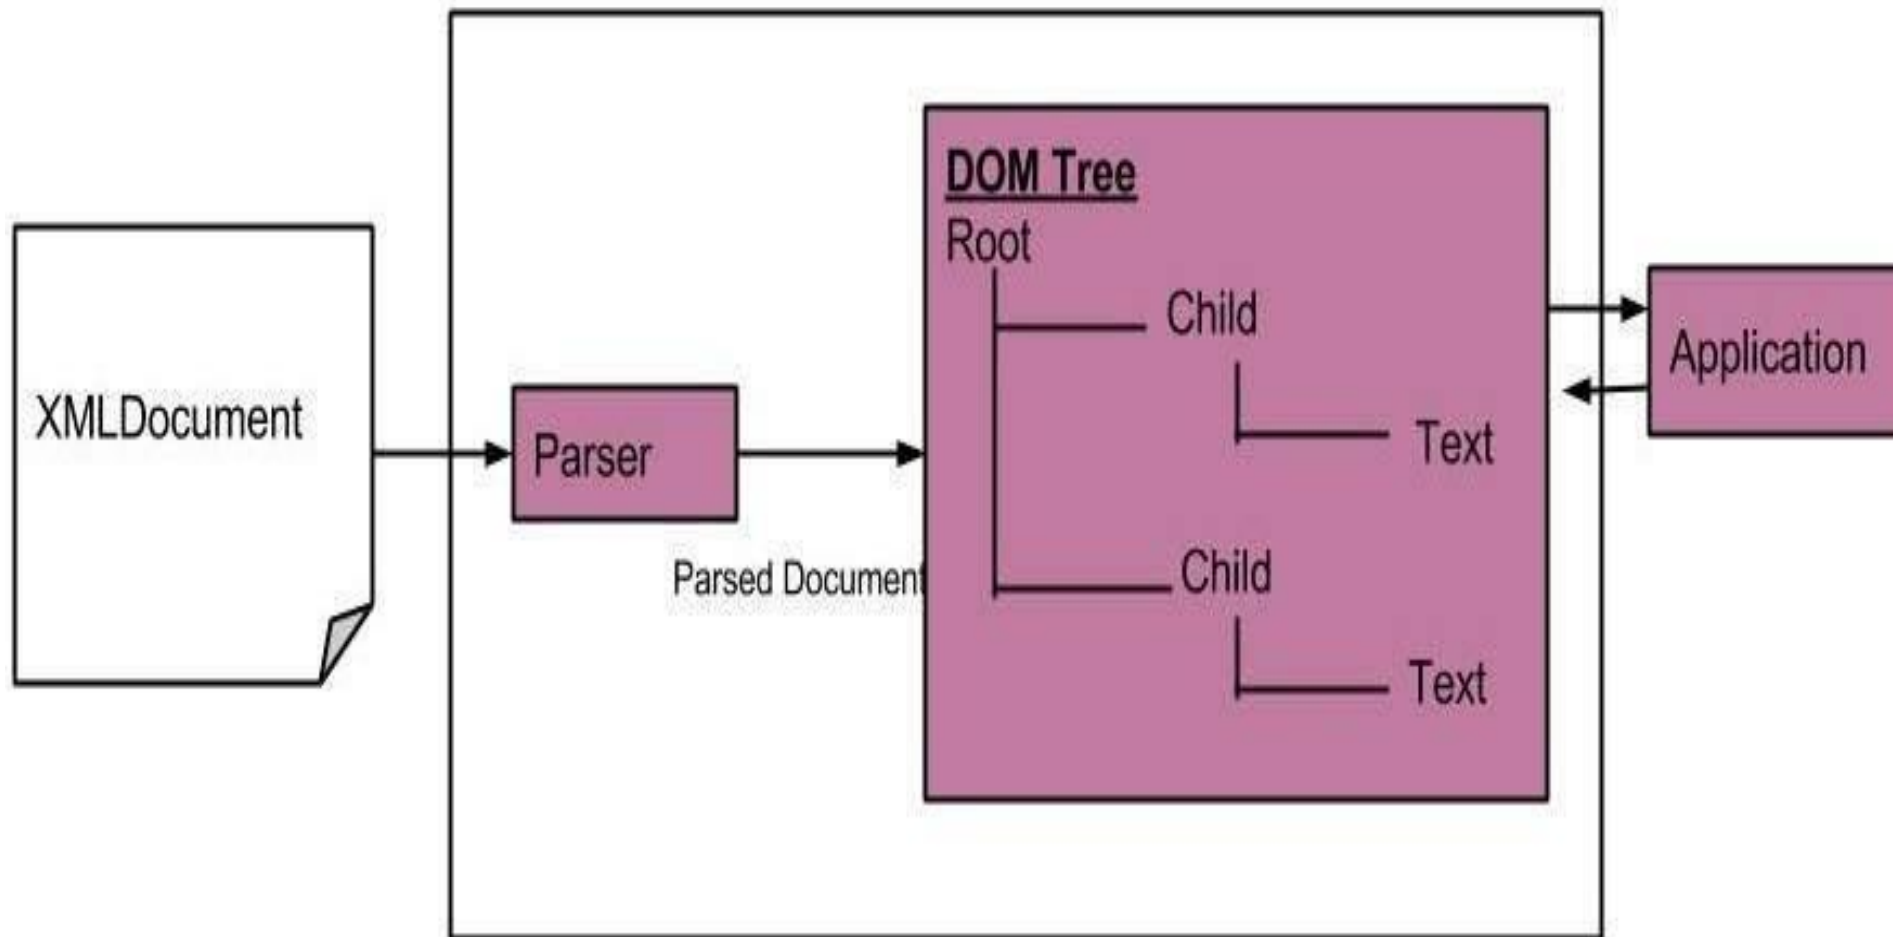 XMLDocument
Parser
Parsed Document
DOM Tree
Root
Child
Text
Child
Text
Application